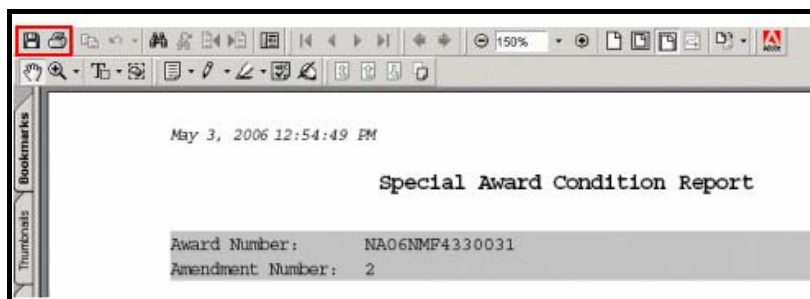 150%
Adobe
Bookmarks
Thumbnails
May 3, 2006 12:54:49 PM
Special Award Condition Report
Award Number: NA06NMF4330031
Amendment Number: 2